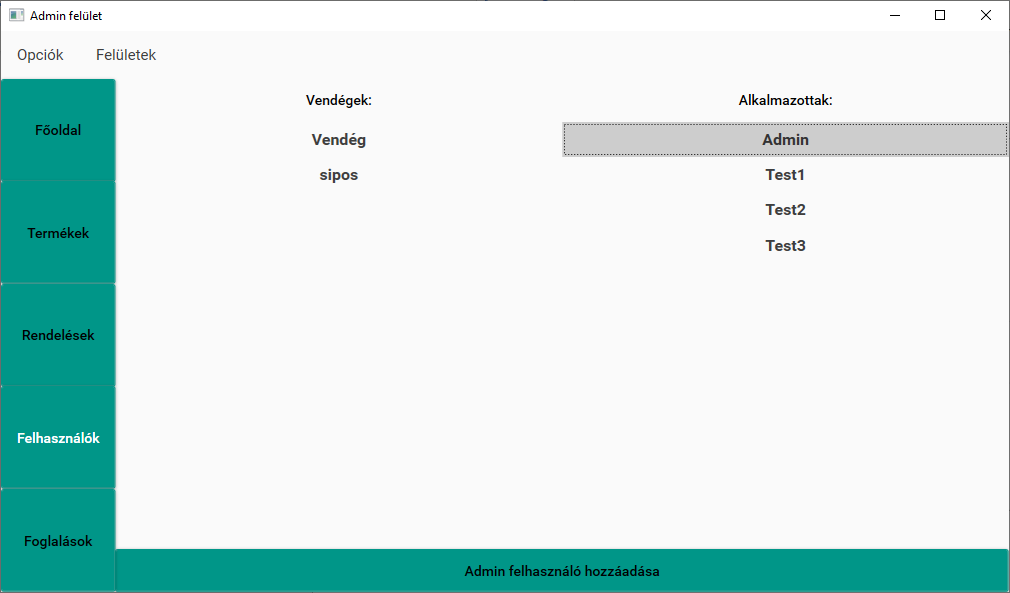 Admin felület
Opciók Felületek
Főoldal
Termékek
Rendelések
Felhasználók
Foglalások
Vendégek:
Vendég
sipos
Alkalmazottak:
Admin
Test1
Test2
Test3
Admin felhasználó hozzáadása